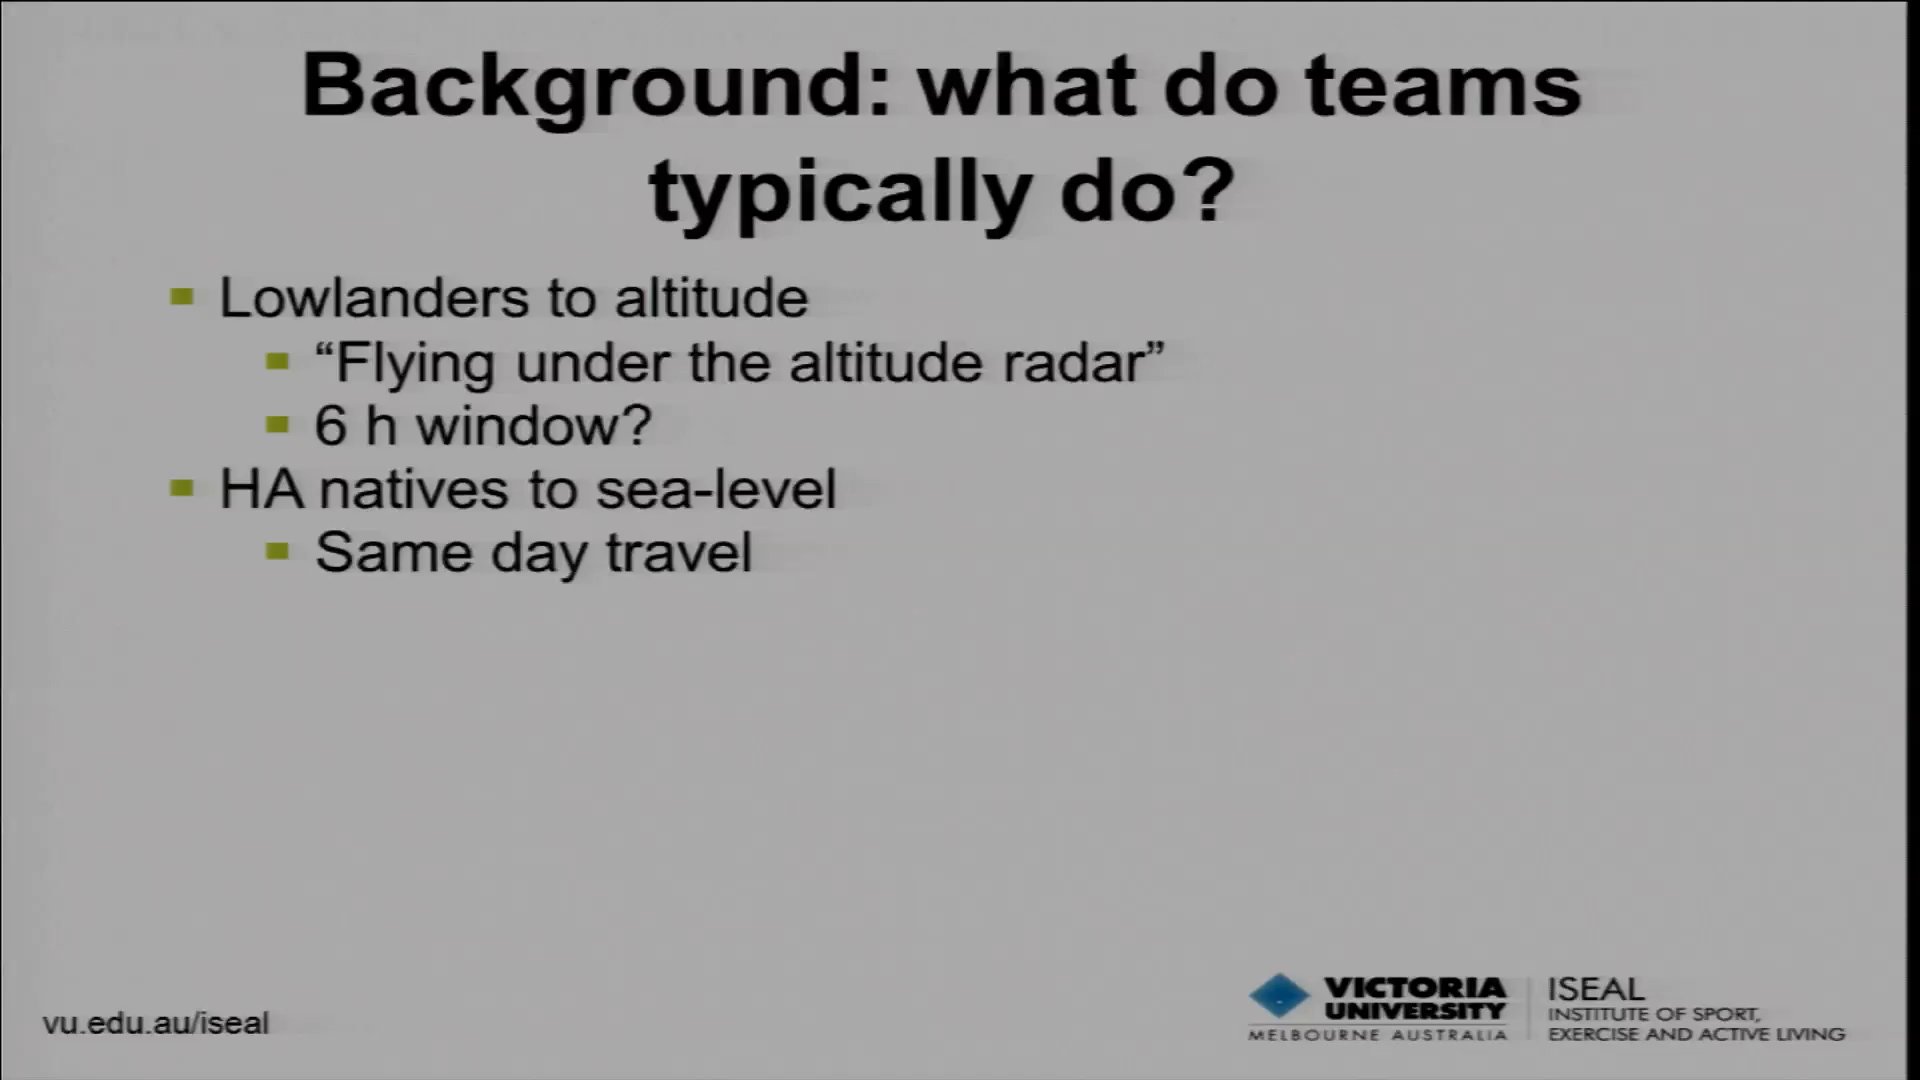 Background: what do teams
typically do?
Lowlanders to altitude
“Flying under the altitude radar”
6 h window?
HA natives to sea-level
Same day travel
vu.edu.au/iseal
VICTORIA
UNIVERSITY
MELBOURNE AUSTRALIA
ISEAL
INSTITUTE OF SPORT,
EXERCISE AND ACTIVE LIVING